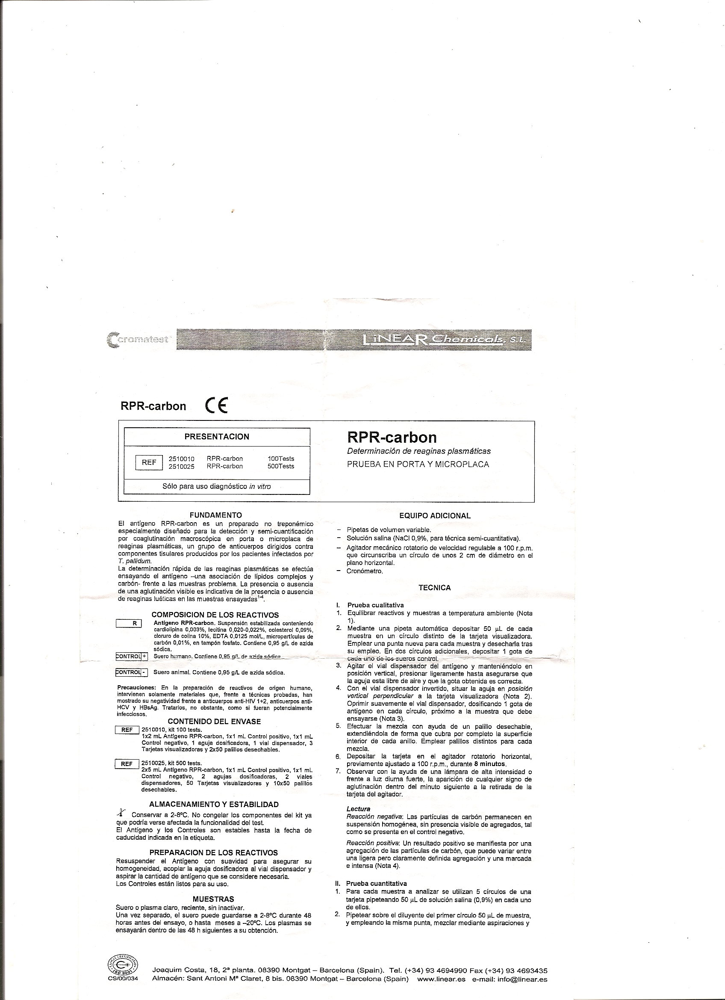 cromatest
LiNEAR Chemicals, S.L.
RPR-carbon CE
PRESENTACION
REF
2510010 RPR-carbon 100Tests
2510025 RPR-carbon 500Tests
Sólo para uso diagnóstico in vitro
RPR-carbon
Determinación de reaginas plasmáticas
PRUEBA EN PORTA Y MICROPLACA
FUNDAMENTO
El antígeno RPR-carbon es un preparado no treponémico
especialmente diseñado para la detección y semi-cuantificación
por coaglutinación macroscópica en porta o microplaca de
reaginas plasmáticas, un grupo de anticuerpos dirigidos contra
componentes tisulares producidos por los pacientes infectados por
T. pallidum.
La determinación rápida de las reaginas plasmáticas se efectúa
ensayando el antígeno –una asociación de lípidos complejos y
carbón- frente a las muestras problema. La presencia o ausencia
de una aglutinación visible es indicativa de la presencia o ausencia
de reaginas luéticas en las muestras ensayadas1-4.
COMPOSICION DE LOS REACTIVOS
R Antígeno RPR-carbon. Suspensión estabilizada conteniendo
cardiolipina 0,003%, lecitina 0,020-0,022%, colesterol 0,09%,
cloruro de colina 10%, EDTA 0,0125 mol/L, micropartículas de
carbón 0,01%, en tampón fosfato. Contiene 0,95 g/L de azida
sódica.
CONTROL + Suero humano. Contiene 0,95 g/L de azida sódica
CONTROL - Suero animal. Contiene 0,95 g/L de azida sódica.
Precauciones: En la preparación de reactivos de origen humano,
intervienen solamente materiales que, frente a técnicas probadas, han
mostrado su negatividad frente a anticuerpos anti-HIV 1+2, anticuerpos anti-
HCV y HBsAg. Tratarlos, no obstante, como si fueran potencialmente
infecciosos.
CONTENIDO DEL ENVASE
REF 2510010, kit 100 tests.
1x2 mL Antígeno RPR-carbon, 1x1 mL Control positivo, 1x1 mL
Control negativo, 1 aguja dosificadora, 1 vial dispensador, 3
Tarjetas visualizadoras y 2x50 palillos desechables.
REF 2510025, kit 500 tests.
2x5 mL Antígeno RPR-carbon, 1x1 mL Control positivo, 1x1 mL
Control negativo, 2 agujas dosificadoras, 2 viales
dispensadores, 50 Tarjetas visualizadoras y 10x50 palillos
desechables.
ALMACENAMIENTO Y ESTABILIDAD
Conservar a 2-8ºC. No congelar los componentes del kit ya
que podría verse afectada la funcionalidad del test.
El Antígeno y los Controles son estables hasta la fecha de
caducidad indicada en la etiqueta.
PREPARACION DE LOS REACTIVOS
Resuspender el Antígeno con suavidad para asegurar su
homogeneidad, acoplar la aguja dosificadora al vial dispensador y
aspirar la cantidad de antígeno que se considere necesaria.
Los Controles están listos para su uso.
MUESTRAS
Suero o plasma claro, reciente, sin inactivar.
Una vez separado, el suero puede guardarse a 2-8ºC durante 48
horas antes del ensayo, o hasta meses a –20ºC. Los plasmas se
ensayarán dentro de las 48 h siguientes a su obtención.
EQUIPO ADICIONAL
– Pipetas de volumen variable.
– Solución salina (NaCl 0,9%, para técnica semi-cuantitativa).
– Agitador mecánico rotatorio de velocidad regulable a 100 r.p.m.
que circunscriba un círculo de unos 2 cm de diámetro en el
plano horizontal.
– Cronómetro.
TECNICA
I. Prueba cualitativa
1. Equilibrar reactivos y muestras a temperatura ambiente (Nota
1).
2. Mediante una pipeta automática depositar 50 µL de cada
muestra en un círculo distinto de la tarjeta visualizadora.
Emplear una punta nueva para cada muestra y desecharla tras
su empleo. En dos círculos adicionales, depositar 1 gota de
cada uno de los sueros control.
3. Agitar el vial dispensador del antígeno y manteniéndolo en
posición vertical, presionar ligeramente hasta asegurarse que
la aguja esta libre de aire y que la gota obtenida es correcta.
4. Con el vial dispensador invertido, situar la aguja en posición
vertical perpendicular a la tarjeta visualizadora (Nota 2).
Oprimir suavemente el vial dispensador, dosificando 1 gota de
antígeno en cada círculo, próximo a la muestra que debe
ensayarse (Nota 3).
5. Efectuar la mezcla con ayuda de un palillo desechable,
extendiéndola de forma que cubra por completo la superficie
interior de cada anillo. Emplear palillos distintos para cada
mezcla.
6. Depositar la tarjeta en el agitador rotatorio horizontal,
previamente ajustado a 100 r.p.m., durante 8 minutos.
7. Observar con la ayuda de una lámpara de alta intensidad o
frente a luz diurna fuerte, la aparición de cualquier signo de
aglutinación dentro del minuto siguiente a la retirada de la
tarjeta del agitador.
Lectura
Reacción negativa: Las partículas de carbón permanecen en
suspensión homogénea, sin presencia visible de agregados, tal
como se presenta en el control negativo.
Reacción positiva: Un resultado positivo se manifiesta por una
agregación de las partículas de carbón, que puede variar entre
una ligera pero claramente definida agregación y una marcada
e intensa (Nota 4).
II. Prueba cuantitativa
1. Para cada muestra a analizar se utilizan 5 círculos de una
tarjeta pipeteando 50 µL de solución salina (0,9%) en cada uno
de ellos.
2. Pipetear sobre el diluyente del primer círculo 50 µL de muestra,
y empleando la misma punta, mezclar mediante aspiraciones y
ISO 9001
CS/00/034
Joaquim Costa, 18, 2ª planta. 08390 Montgat – Barcelona (Spain). Tel. (+34) 93 4694990 Fax (+34) 93 4693435
Almacén: Sant Antoni Mª Claret, 8 bis. 08390 Montgat – Barcelona (Spain) www.linear.es e-mail: info@linear.es